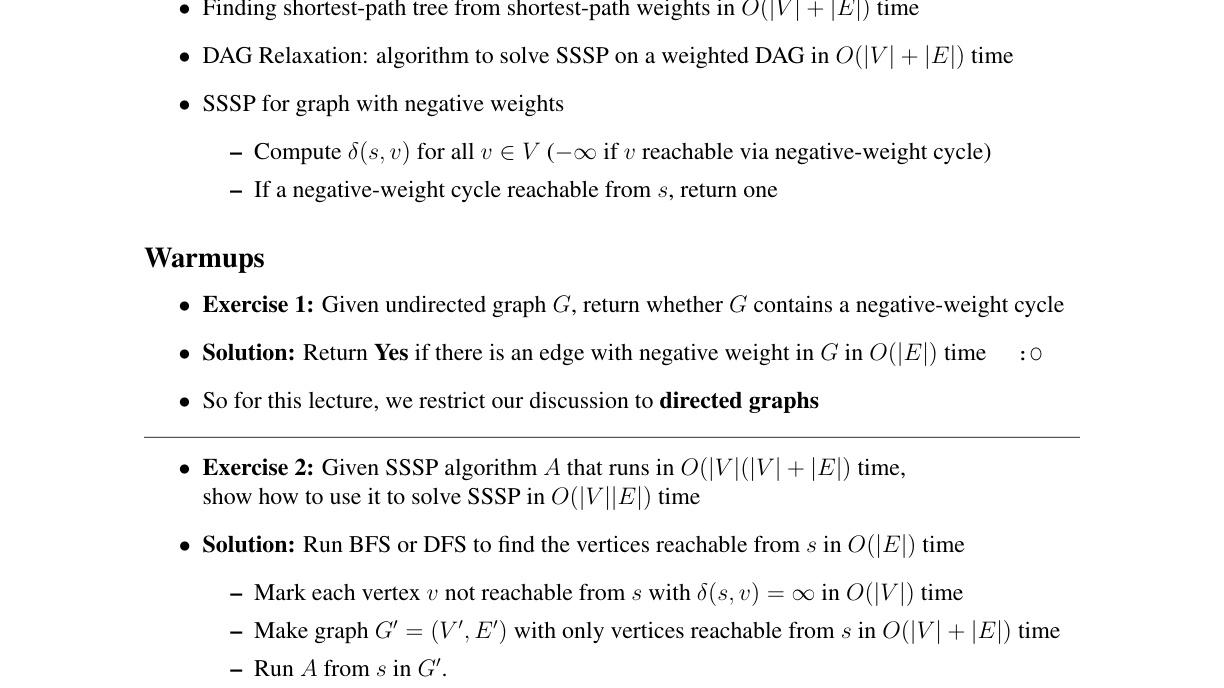 • Finding shortest-path tree from shortest-path weights in O(|V| + |E|) time
• DAG Relaxation: algorithm to solve SSSP on a weighted DAG in O(|V| + |E|) time
• SSSP for graph with negative weights
– Compute δ(s, v) for all v ∈ V (−∞ if v reachable via negative-weight cycle)
– If a negative-weight cycle reachable from s, return one
Warmups
• Exercise 1: Given undirected graph G, return whether G contains a negative-weight cycle
• Solution: Return Yes if there is an edge with negative weight in G in O(|E|) time :○
• So for this lecture, we restrict our discussion to directed graphs
• Exercise 2: Given SSSP algorithm A that runs in O(|V|(|V| + |E|) time,
show how to use it to solve SSSP in O(|V||E|) time
• Solution: Run BFS or DFS to find the vertices reachable from s in O(|E|) time
– Mark each vertex v not reachable from s with δ(s, v) = ∞ in O(|V|) time
– Make graph G′ = (V′, E′) with only vertices reachable from s in O(|V| + |E|) time
– Run A from s in G′.